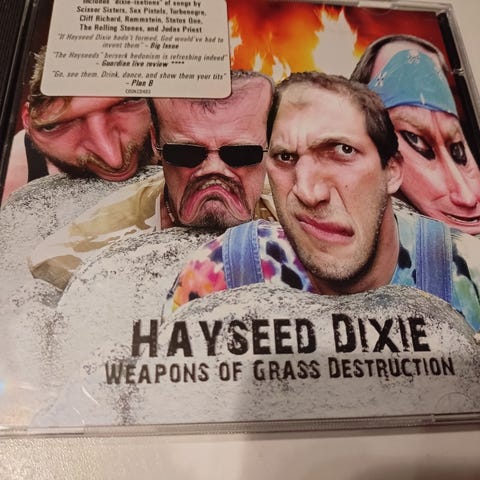 Includes "dixie-isations" of songs by
Scissor Sisters, Sex Pistols, Turbonegro,
Cliff Richard, Rammstein, Status Quo,
The Rolling Stones, and Judas Priest
"If Hayseed Dixie hadn't formed, God would've had to
invent them" - Big Issue
"The Hayseeds' berserk hedonism is refreshing indeed"
- Guardian live review ****
"Go, see them. Drink, dance, and show them your tits"
- Plan B
COOKCD403
HAYSEED DIXIE
WEAPONS OF GRASS DESTRUCTION